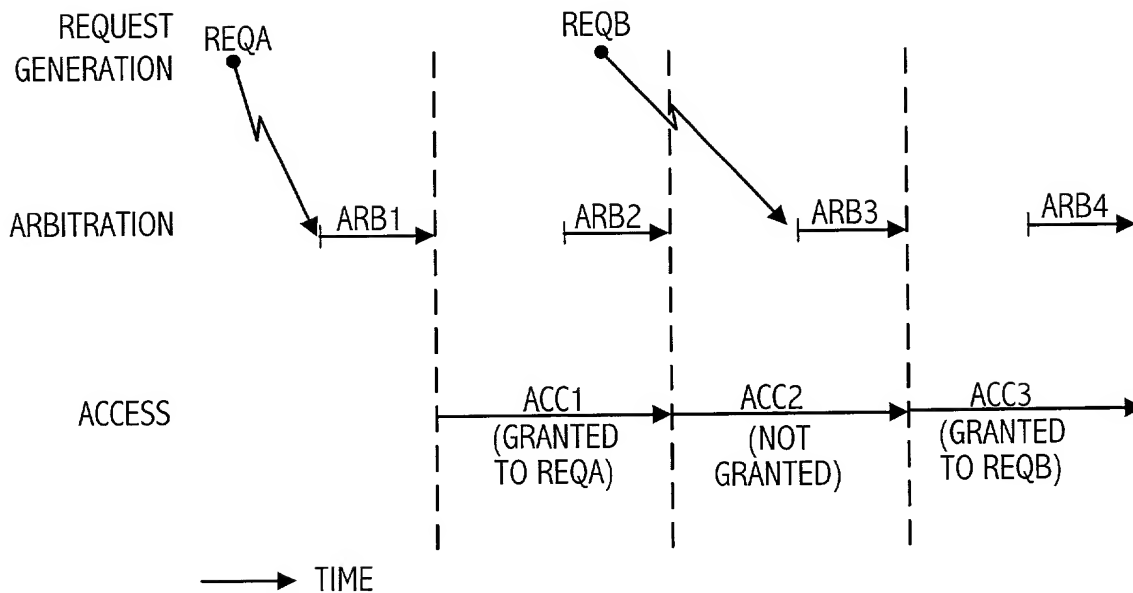 REQUEST
GENERATION
REQA
REQB
ARBITRATION
ARB1
ARB2
ARB3
ARB4
ACCESS
ACC1
(GRANTED
TO REQA)
ACC2
(NOT
GRANTED)
ACC3
(GRANTED
TO REQB)
TIME